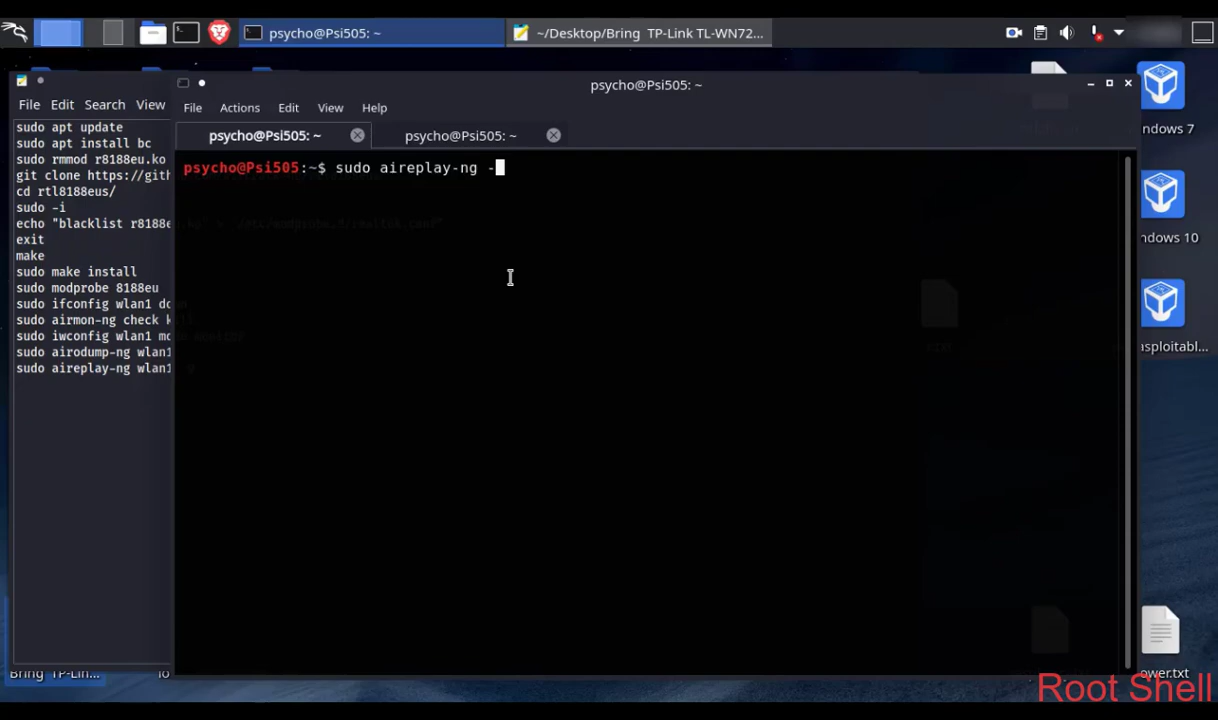 psycho@Psi505: ~
~/Desktop/Bring TP-Link TL-WN72...
File Edit Search View
sudo apt update
sudo apt install bc
sudo rmmod r8188eu.ko
git clone https://gith
cd rtl8188eus/
sudo -i
echo "blacklist r8188e
exit
make
sudo make install
sudo modprobe 8188eu
sudo ifconfig wlan1 do
sudo airmon-ng check k
sudo iwconfig wlan1 mo
sudo airodump-ng wlan1
sudo aireplay-ng wlan1
Bring TP-Lin...
psycho@Psi505: ~
File Actions Edit View Help
psycho@Psi505: ~
psycho@Psi505: ~
psycho@Psi505:~$ sudo aireplay-ng -
ndows 7
ndows 10
asploitabl...
ower.txt
Root Shell